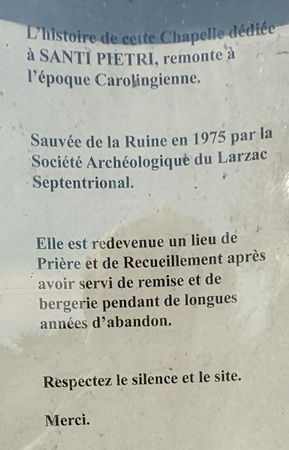 L'histoire de cette Chapelle dédiée
à SANTI PIETRI, remonte à
l'époque Carolingienne.
Sauvée de la Ruine en 1975 par la
Société Archéologique du Larzac
Septentrional.
Elle est redevenue un lieu de
Prière et de Recueillement après
avoir servi de remise et de
bergerie pendant de longues
années d'abandon.
Respectez le silence et le site.
Merci.